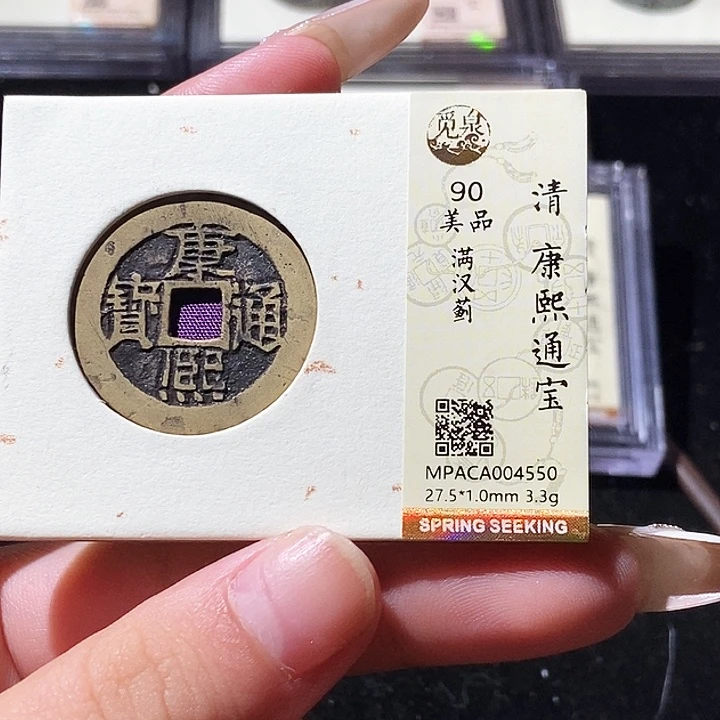 康熙通寳
觅泉
90
美品
满汉蓟
清 康熙通宝
MPACA004550
27.5*1.0mm 3.3g
SPRING SEEKING